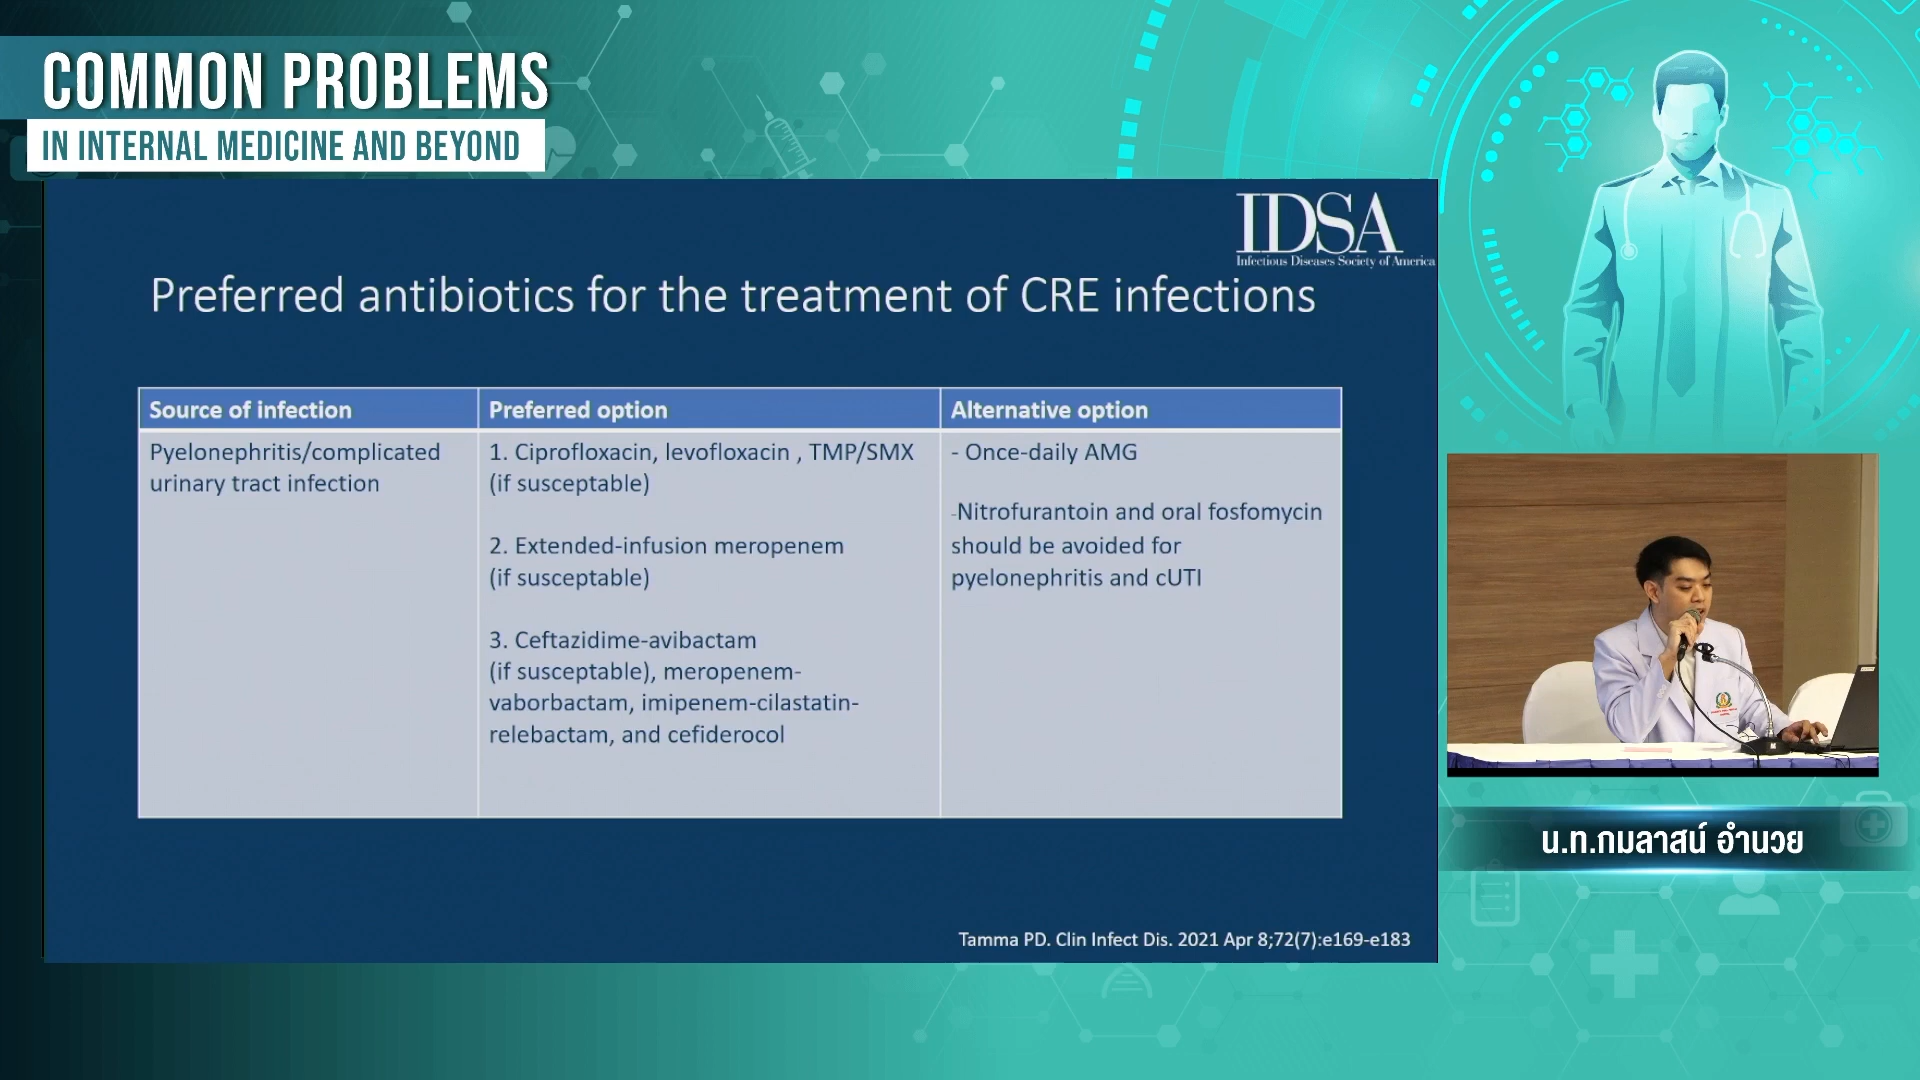 COMMON PROBLEMS
IN INTERNAL MEDICINE AND BEYOND
IDSA
Infectious Diseases Society of America
Preferred antibiotics for the treatment of CRE infections
Source of infection
Preferred option
Alternative option
Pyelonephritis/complicated
urinary tract infection
1. Ciprofloxacin, levofloxacin , TMP/SMX
(if susceptable)
2. Extended-infusion meropenem
(if susceptable)
3. Ceftazidime-avibactam
(if susceptable), meropenem-
vaborbactam, imipenem-cilastatin-
relebactam, and cefiderocol
- Once-daily AMG
-Nitrofurantoin and oral fosfomycin
should be avoided for
pyelonephritis and cUTI
Tamma PD. Clin Infect Dis. 2021 Apr 8;72(7):e169-e183
น.ท.กมลาสน์ อำนวย